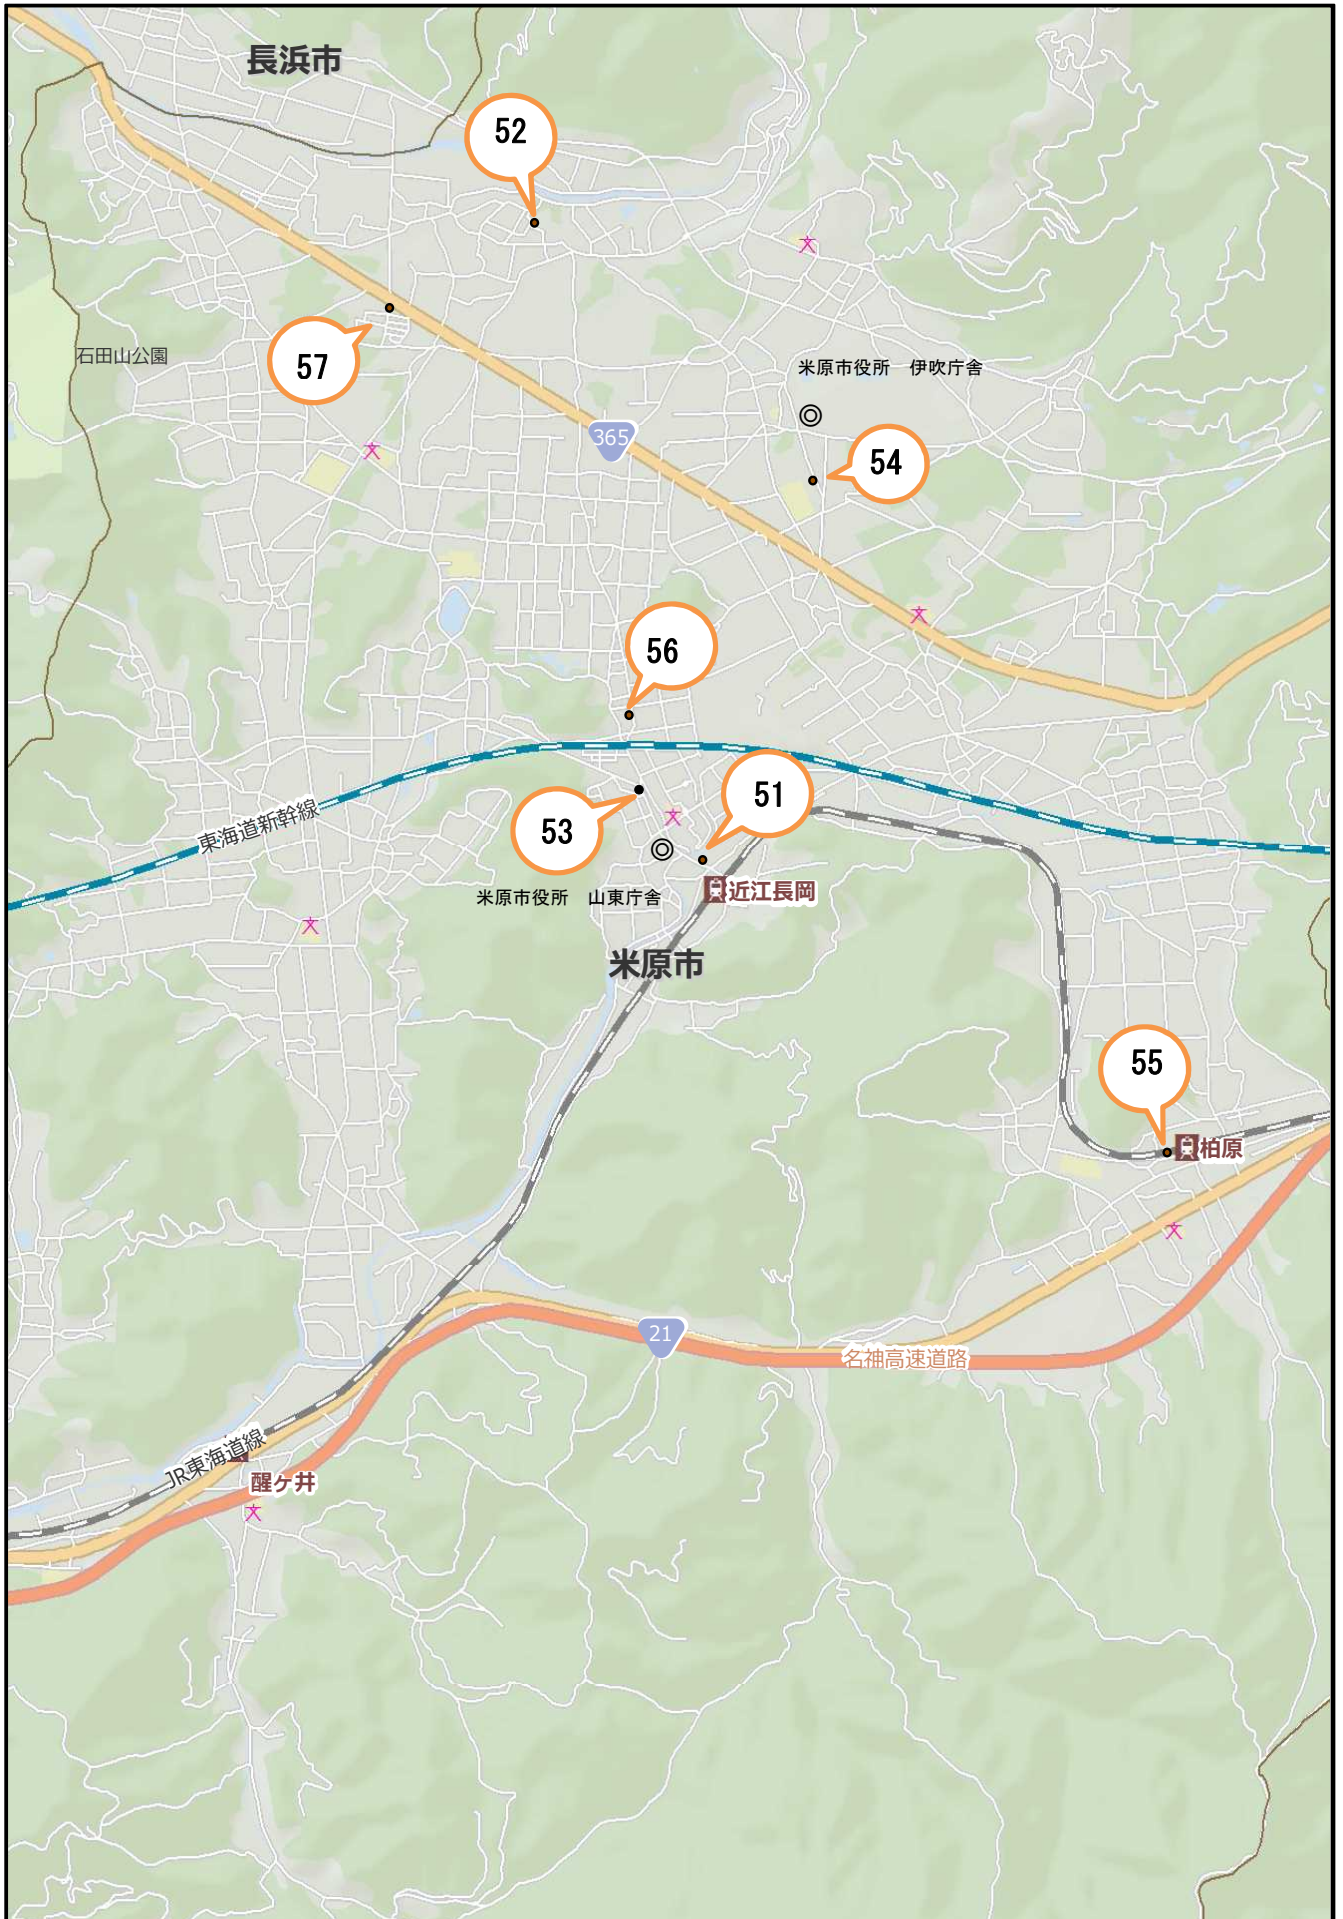 長浜市
52
石田山公園
57
米原市役所　伊吹庁舎
365
54
56
51
東海道新幹線
53
米原市役所　山東庁舎
近江長岡
米原市
55
柏原
21
名神高速道路
JR東海道線
醒ヶ井